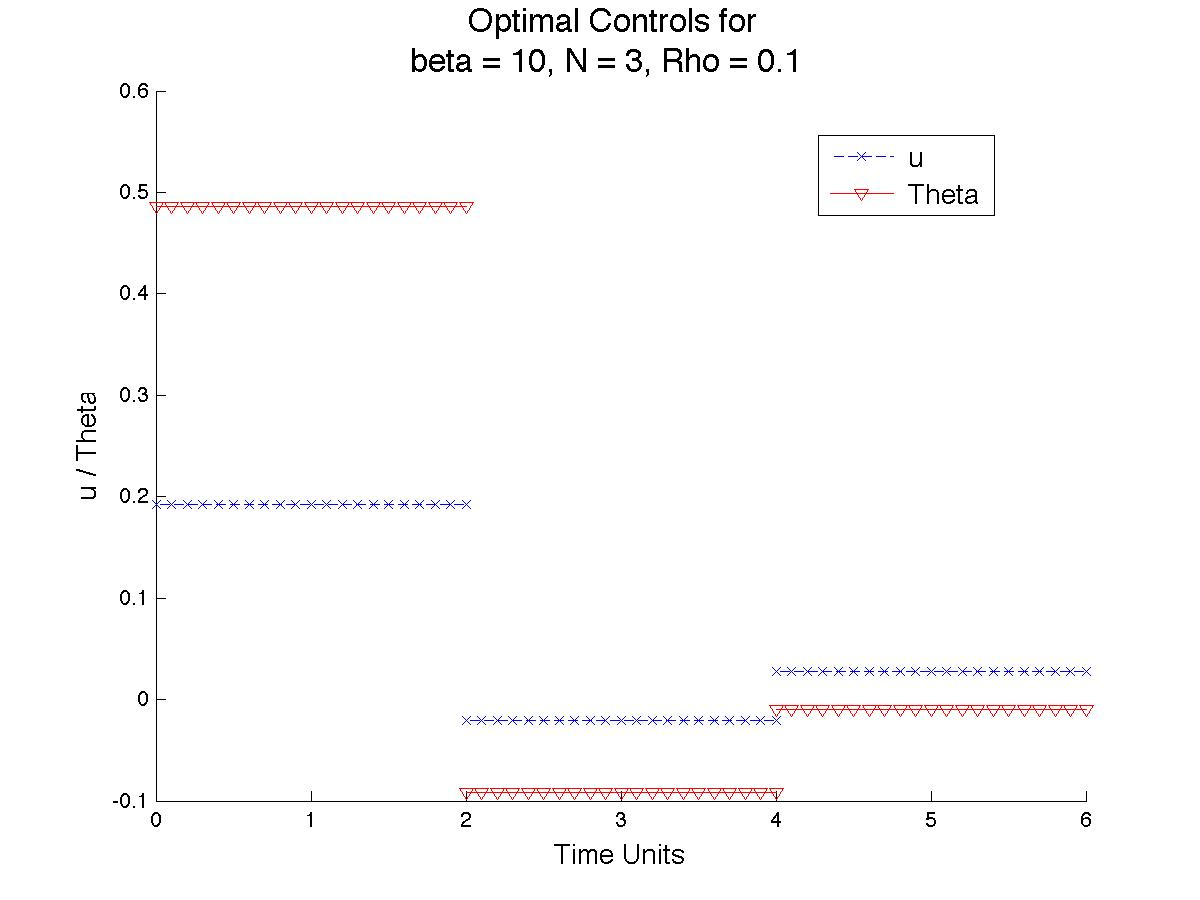 Optimal Controls for
beta = 10, N = 3, Rho = 0.1
0.6
0.5
0.4
0.3
0.2
0.1
0
-0.1
u / Theta
u
Theta
0 1 2 3 4 5 6
Time Units